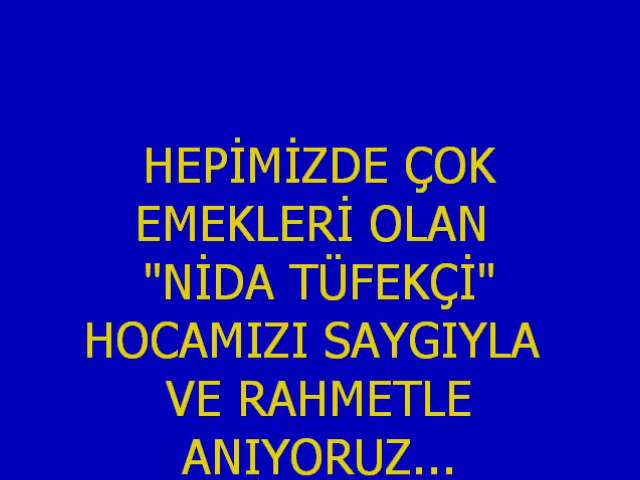 HEPİMİZDE ÇOK
EMEKLERİ OLAN
"NİDA TÜFEKÇİ"
HOCAMIZI SAYGIYLA
VE RAHMETLE
ANIYORUZ...